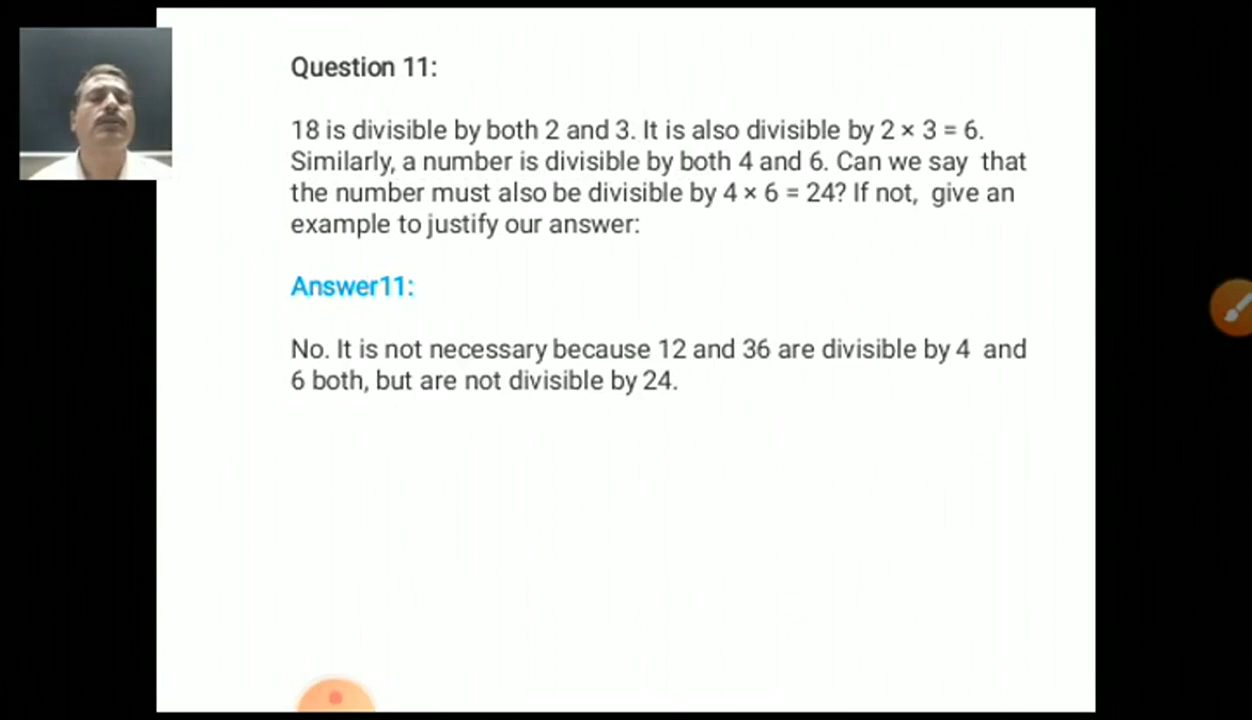 Question 11:
18 is divisible by both 2 and 3. It is also divisible by 2 × 3 = 6.
Similarly, a number is divisible by both 4 and 6. Can we say that
the number must also be divisible by 4 × 6 = 24? If not, give an
example to justify our answer:
Answer11:
No. It is not necessary because 12 and 36 are divisible by 4 and
6 both, but are not divisible by 24.